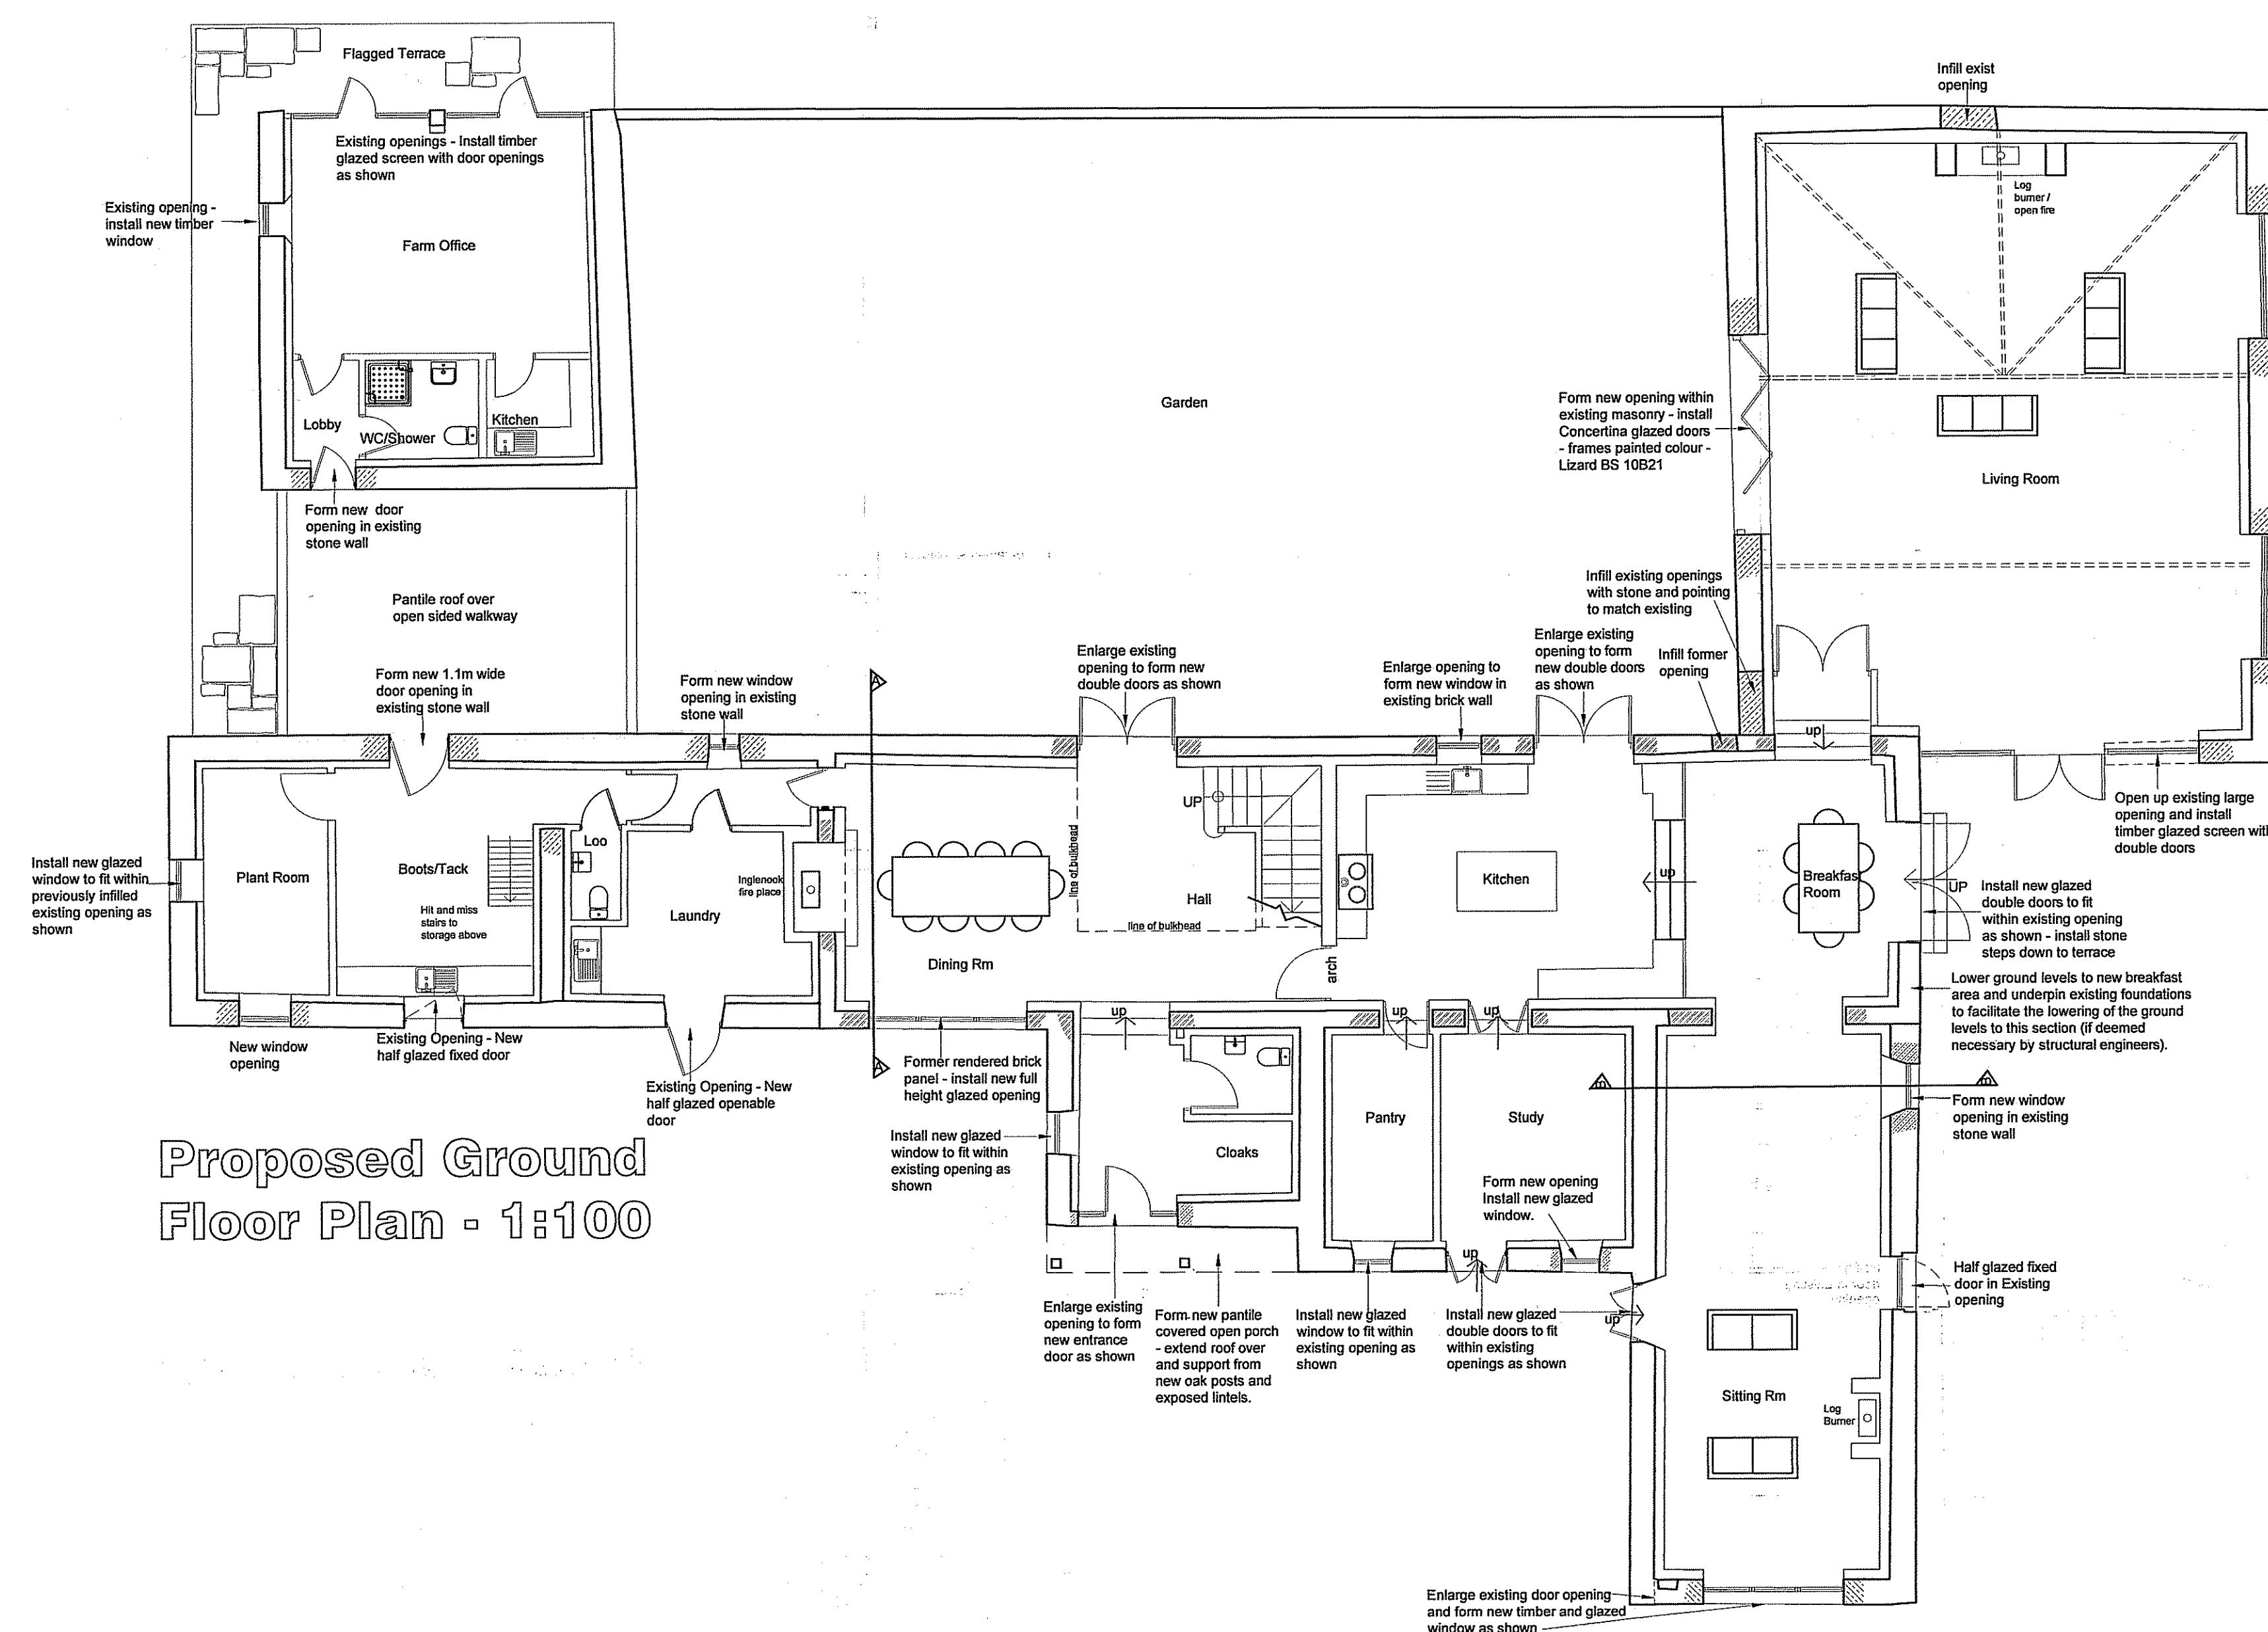 Flagged Terrace
Existing openings - Install timber
glazed screen with door openings
as shown
Existing opening -
install new timber
window
Farm Office
Lobby
WC/Shower
Kitchen
Form new door
opening in existing
stone wall
Pantile roof over
open sided walkway
Form new 1.1m wide
door opening in
existing stone wall
Form new window
opening in existing
stone wall
Garden
Enlarge existing
opening to form new
double doors as shown
Enlarge opening to
form new window in
existing brick wall
Enlarge existing
opening to form
new double doors
as shown
Infill former
opening
Infill existing openings
with stone and pointing
to match existing
Form new opening within
existing masonry - install
Concertina glazed doors
- frames painted colour -
Lizard BS 10B21
Infill exist
opening
Log
burner /
open fire
Living Room
up
Open up existing large
opening and install
timber glazed screen with
double doors
Install new glazed
window to fit within
previously infilled
existing opening as
shown
Plant Room
Boots/Tack
Hit and miss
stairs to
storage above
Loo
Laundry
Inglenook
fire place
A
A
Dining Rm
line of bulkhead
line of bulkhead
UP
Hall
arch
Kitchen
up
Breakfas
Room
UP
Install new glazed
double doors to fit
within existing opening
as shown - install stone
steps down to terrace
Lower ground levels to new breakfast
area and underpin existing foundations
to facilitate the lowering of the ground
levels to this section (if deemed
necessary by structural engineers).
New window
opening
Existing Opening - New
half glazed fixed door
Existing Opening - New
half glazed openable
door
Former rendered brick
panel - install new full
height glazed opening
Install new glazed
window to fit within
existing opening as
shown
up
up
up
Cloaks
Pantry
Study
Form new opening
Install new glazed
window.
up
B
B
Form new window
opening in existing
stone wall
Proposed Ground
Floor Plan - 1:100
Enlarge existing
opening to form
new entrance
door as shown
Form new pantile
covered open porch
- extend roof over
and support from
new oak posts and
exposed lintels.
Install new glazed
window to fit within
existing opening as
shown
Install new glazed
double doors to fit
within existing
openings as shown
up
Half glazed fixed
door in Existing
opening
Sitting Rm
Log
Burner
Enlarge existing door opening
and form new timber and glazed
window as shown